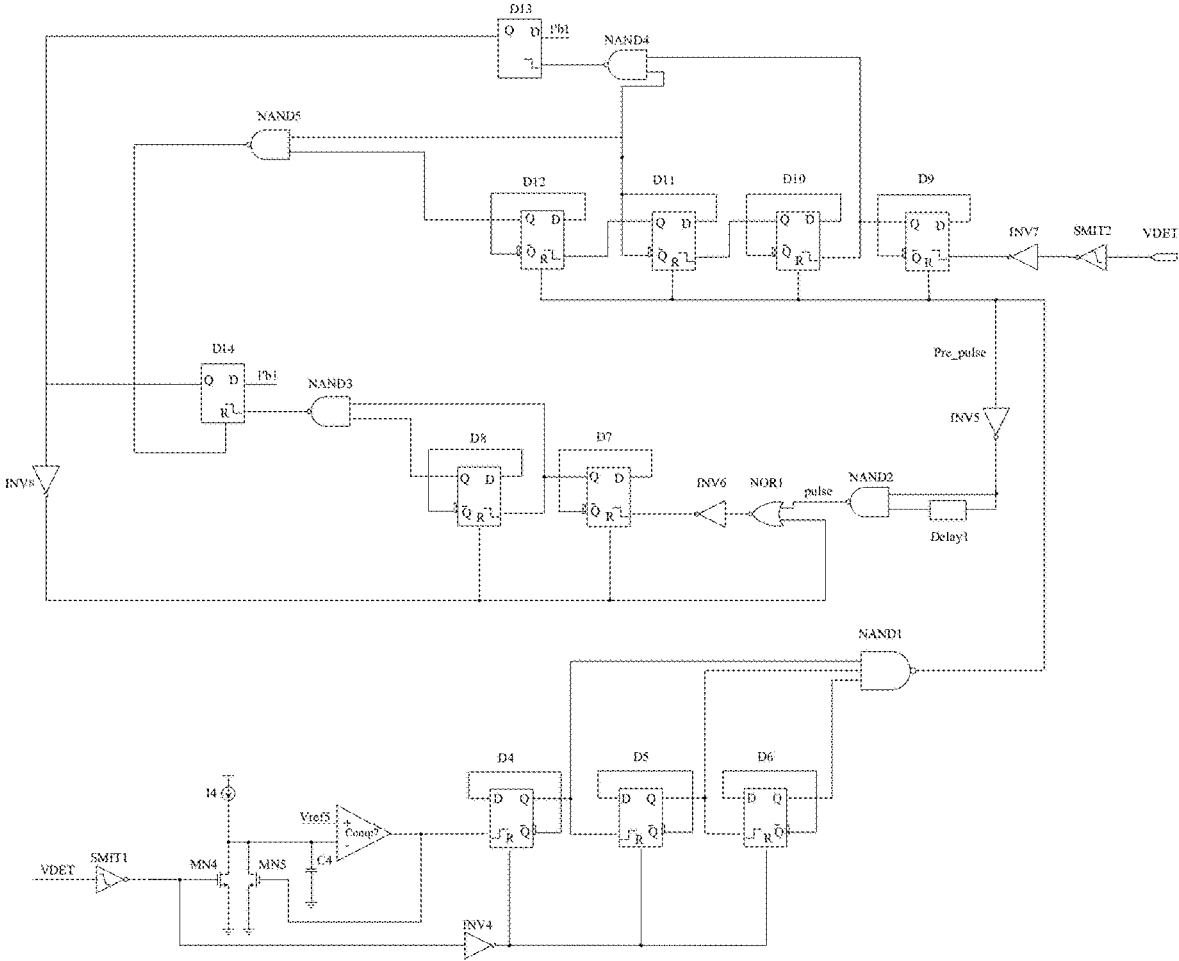 D13
Q D Pb1
NAND4
NAND5
D12 D11 D10 D9
Q D Q D Q D Q D
INV7 SMIT2 VDET
Q R Q R Q R Q R
Pre_pulse
D14
Q D Pb1
NAND3
R
INV5
D8 D7
INV8
Q D Q D
INV6 NOR1 pulse NAND2
Q R Q R
Delay1
NAND1
D4 D5 D6
I4
D Q D Q D Q
Vref5
+
Comp7
-
R Q R Q R Q
SMIT1
VDET
MN4 MN5 C4
INV4